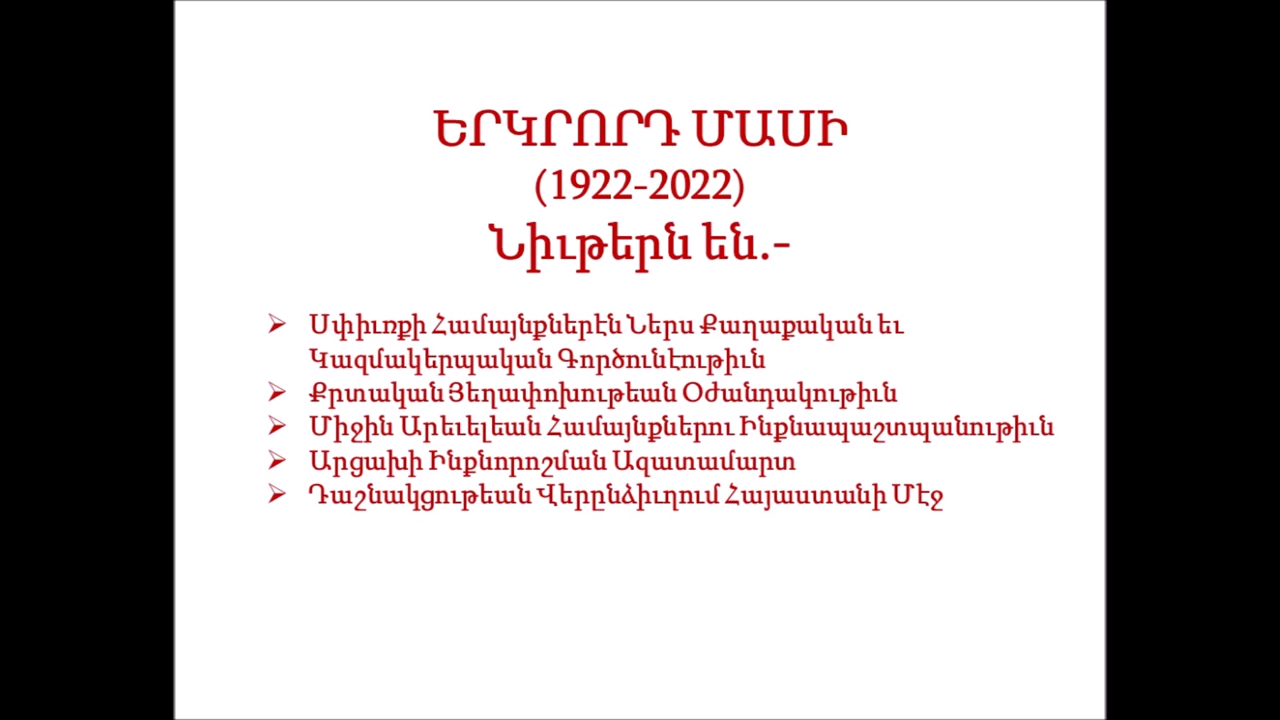 ԵՐԿՐՈՐԴ ՄԱՍԻ
(1922-2022)
Նիւթերն են.-
➢ Սփիւռքի Համայնքներէն Ներս Քաղաքական եւ
Կազմակերպական Գործունէութիւն
➢ Քրտական Յեղափոխութեան Օժանդակութիւն
➢ Միջին Արեւելեան Համայնքներու Ինքնապաշտպանութիւն
➢ Արցախի Ինքնորոշման Ազատամարտ
➢ Դաշնակցութեան Վերընձիւղում Հայաստանի Մէջ